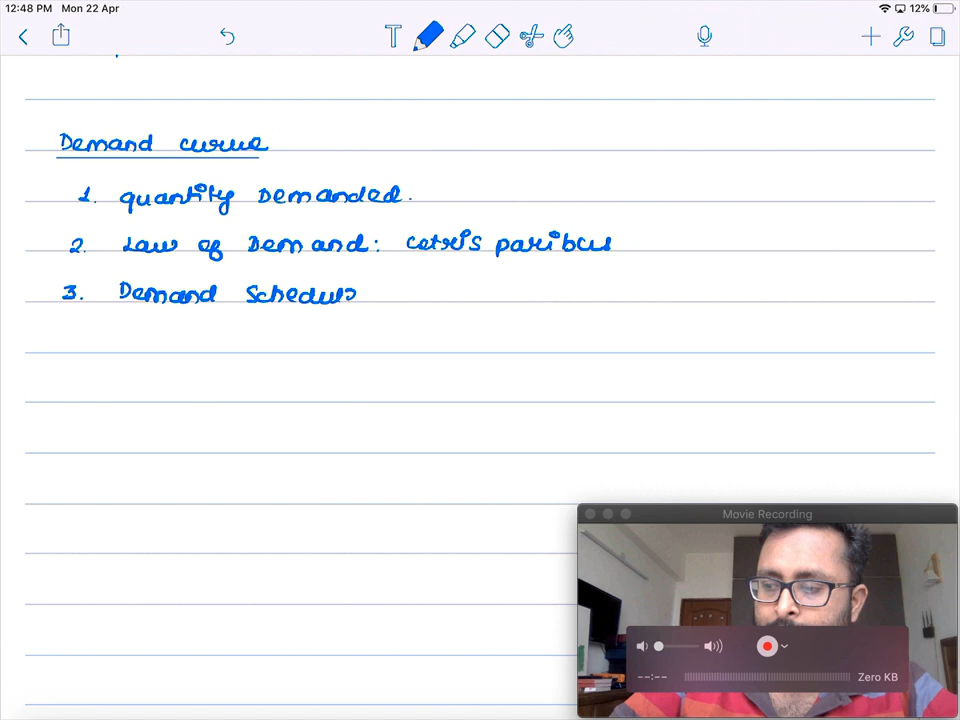 12:48 PM Mon 22 Apr 12%
T
Demand curve
1. quantity Demanded.
2. Law of Demand: cetris paribus
3. Demand Schedule
Movie Recording
--:-- Zero KB